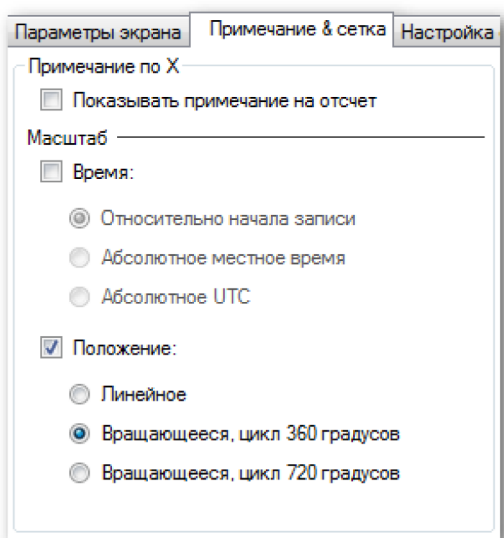 Параметры экрана Примечание & сетка Настройка
Примечание по X
Показывать примечание на отсчет
Масштаб
Время:
Относительно начала записи
Абсолютное местное время
Абсолютное UTC
Положение:
Линейное
Вращающееся, цикл 360 градусов
Вращающееся, цикл 720 градусов